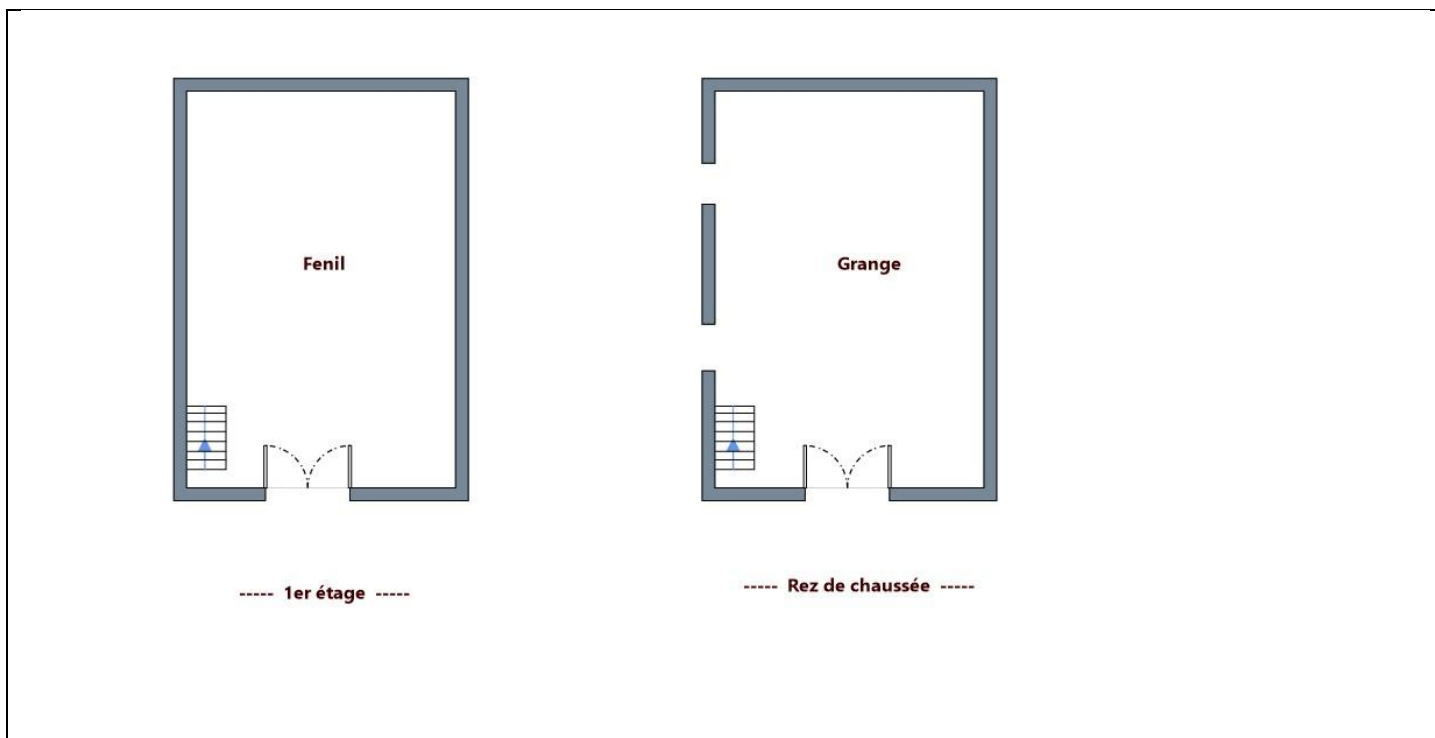 Fenil
Grange
----- 1er étage -----
----- Rez de chaussée -----